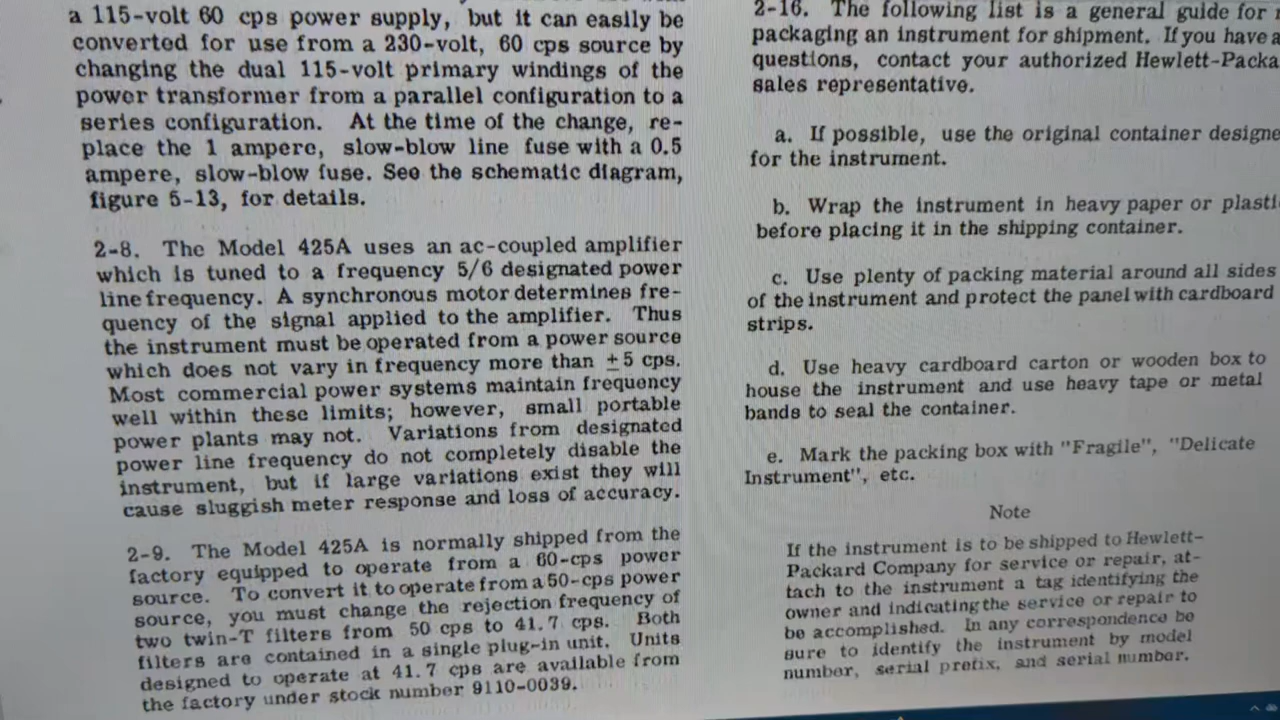 a 115-volt 60 cps power supply, but it can easily be
converted for use from a 230-volt, 60 cps source by
changing the dual 115-volt primary windings of the
power transformer from a parallel configuration to a
series configuration. At the time of the change, re-
place the 1 ampere, slow-blow line fuse with a 0.5
ampere, slow-blow fuse. See the schematic diagram,
figure 5-13, for details.
2-8. The Model 425A uses an ac-coupled amplifier
which is tuned to a frequency 5/6 designated power
line frequency. A synchronous motor determines fre-
quency of the signal applied to the amplifier. Thus
the instrument must be operated from a power source
which does not vary in frequency more than ±5 cps.
Most commercial power systems maintain frequency
well within these limits; however, small portable
power plants may not. Variations from designated
power line frequency do not completely disable the
instrument, but if large variations exist they will
cause sluggish meter response and loss of accuracy.
2-9. The Model 425A is normally shipped from the
factory equipped to operate from a 60-cps power
source. To convert it to operate from a 50-cps power
source, you must change the rejection frequency of
two twin-T filters from 50 cps to 41.7 cps. Both
filters are contained in a single plug-in unit. Units
designed to operate at 41.7 cps are available from
the factory under stock number 9110-0039.
2-16. The following list is a general guide for
packaging an instrument for shipment. If you have a
questions, contact your authorized Hewlett-Packa
sales representative.
a. If possible, use the original container designe
for the instrument.
b. Wrap the instrument in heavy paper or plasti
before placing it in the shipping container.
c. Use plenty of packing material around all sides
of the instrument and protect the panel with cardboard
strips.
d. Use heavy cardboard carton or wooden box to
house the instrument and use heavy tape or metal
bands to seal the container.
e. Mark the packing box with "Fragile", "Delicate
Instrument", etc.
Note
If the instrument is to be shipped to Hewlett-
Packard Company for service or repair, at-
tach to the instrument a tag identifying the
owner and indicating the service or repair to
be accomplished. In any correspondence be
sure to identify the instrument by model
number, serial prefix, and serial number.